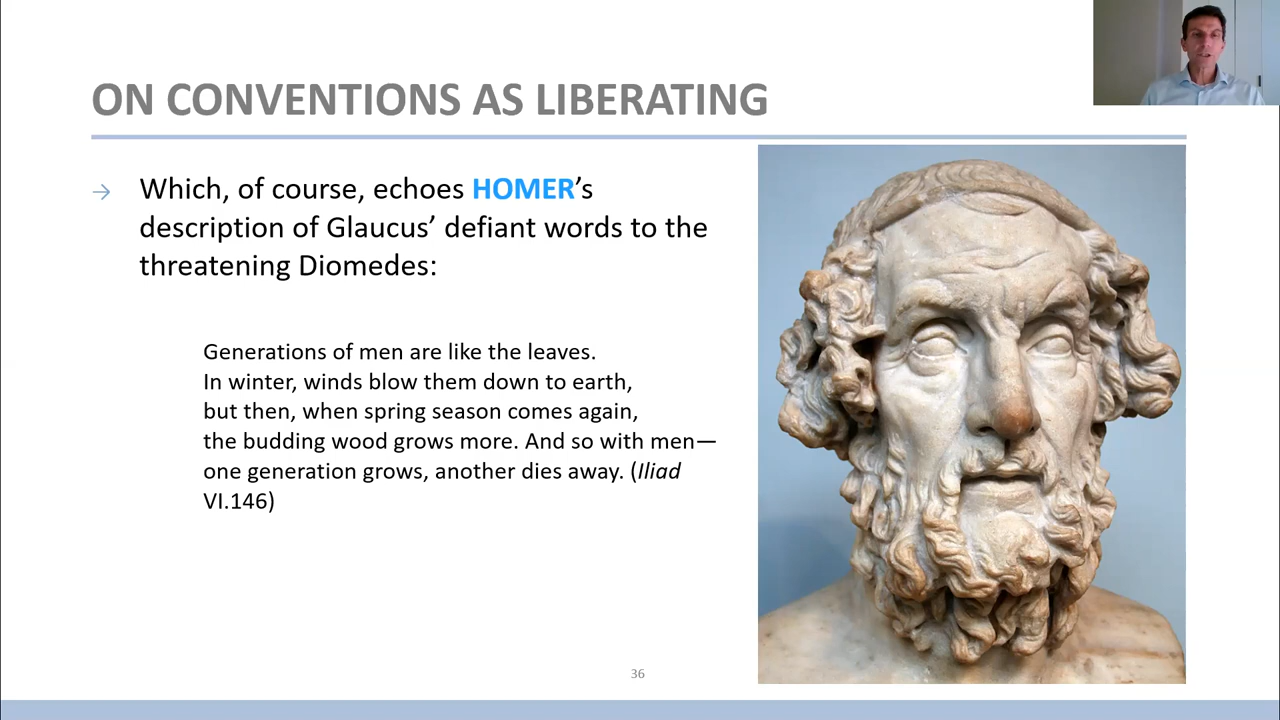 ON CONVENTIONS AS LIBERATING
→ Which, of course, echoes HOMER’s
description of Glaucus’ defiant words to the
threatening Diomedes:
Generations of men are like the leaves.
In winter, winds blow them down to earth,
but then, when spring season comes again,
the budding wood grows more. And so with men—
one generation grows, another dies away. (Iliad
VI.146)
36